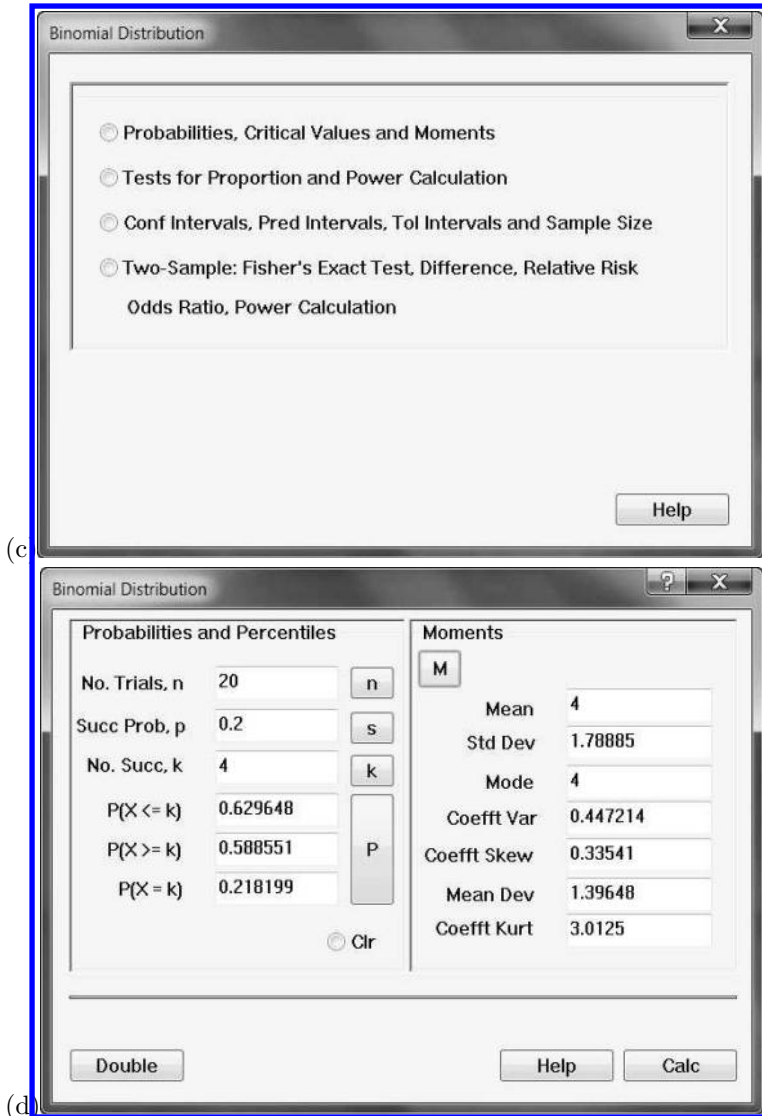 Binomial Distribution
X
Probabilities, Critical Values and Moments
Tests for Proportion and Power Calculation
Conf Intervals, Pred Intervals, Tol Intervals and Sample Size
Two-Sample: Fisher's Exact Test, Difference, Relative Risk
Odds Ratio, Power Calculation
Help
(c
Binomial Distribution
? X
Probabilities and Percentiles
No. Trials, n 20 n
Succ Prob, p 0.2 s
No. Succ, k 4 k
P(X <= k) 0.629648
P(X >= k) 0.588551 P
P(X = k) 0.218199
Clr
Moments
M
Mean 4
Std Dev 1.78885
Mode 4
Coefft Var 0.447214
Coefft Skew 0.33541
Mean Dev 1.39648
Coefft Kurt 3.0125
Double Help Calc
(d)